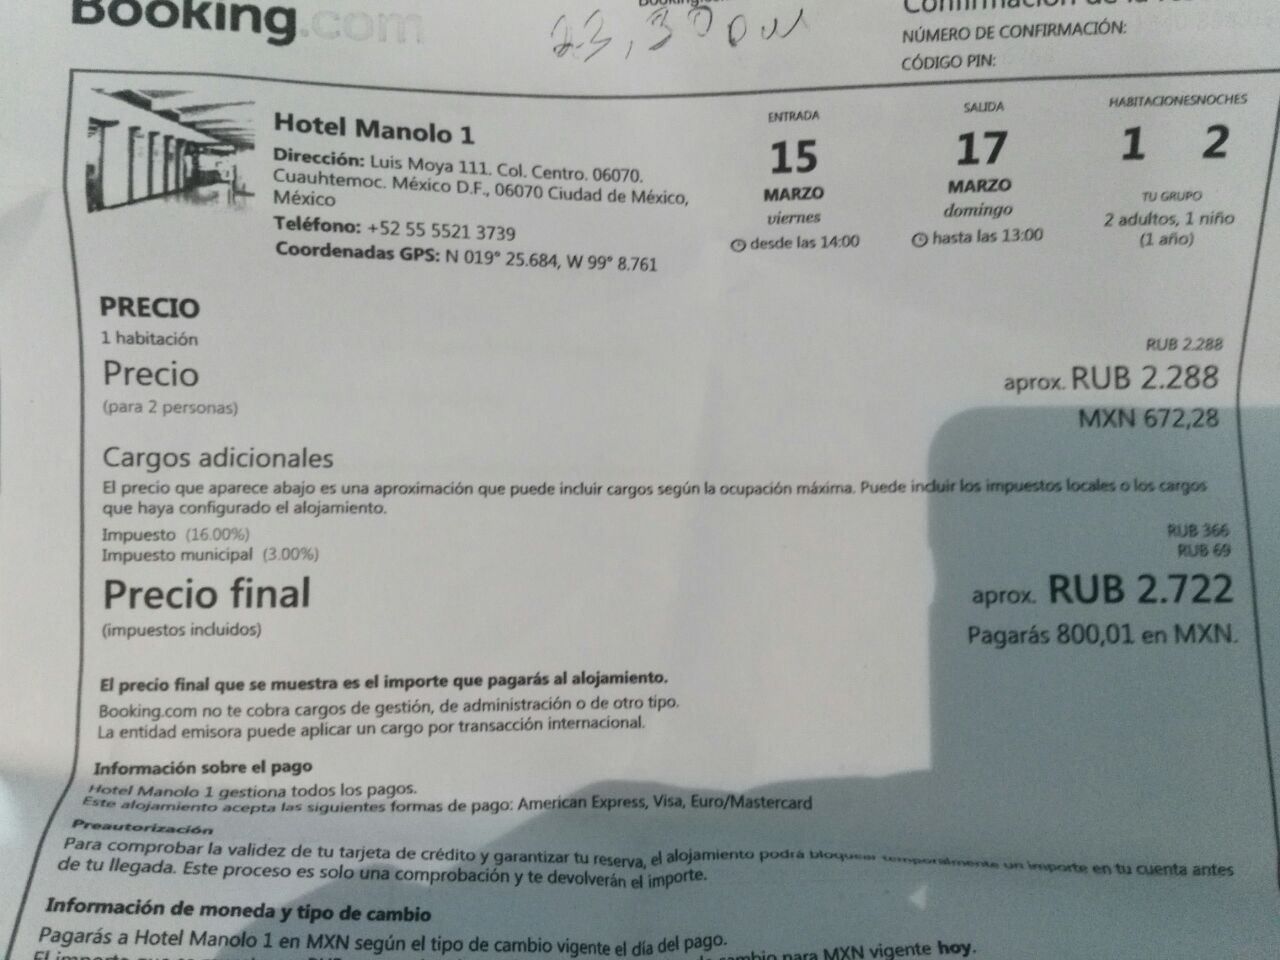 Booking.com
23,30
NÚMERO DE CONFIRMACIÓN:
CÓDIGO PIN:
Hotel Manolo 1
Dirección: Luis Moya 111. Col. Centro. 06070.
Cuauhtemoc. México D.F., 06070 Ciudad de México,
México
Teléfono: +52 55 5521 3739
Coordenadas GPS: N 019° 25.684, W 99° 8.761
ENTRADA
15
MARZO
viernes
desde las 14:00
SALIDA
17
MARZO
domingo
hasta las 13:00
HABITACIONES NOCHES
1 2
TU GRUPO
2 adultos, 1 niño
(1 año)
PRECIO
1 habitación
RUB 2.288
Precio
aprox. RUB 2.288
(para 2 personas)
MXN 672,28
Cargos adicionales
El precio que aparece abajo es una aproximación que puede incluir cargos según la ocupación máxima. Puede incluir los impuestos locales o los cargos
que haya configurado el alojamiento.
Impuesto (16.00%) RUB 366
Impuesto municipal (3.00%) RUB 69
Precio final aprox. RUB 2.722
(impuestos incluidos) Pagarás 800,01 en MXN.
El precio final que se muestra es el importe que pagarás al alojamiento.
Booking.com no te cobra cargos de gestión, de administración o de otro tipo.
La entidad emisora puede aplicar un cargo por transacción internacional.
Información sobre el pago
Hotel Manolo 1 gestiona todos los pagos.
Este alojamiento acepta las siguientes formas de pago: American Express, Visa, Euro/Mastercard
Preautorización
Para comprobar la validez de tu tarjeta de crédito y garantizar tu reserva, el alojamiento podrá bloquear temporalmente un importe en tu cuenta antes
de tu llegada. Este proceso es solo una comprobación y te devolverán el importe.
Información de moneda y tipo de cambio
Pagarás a Hotel Manolo 1 en MXN según el tipo de cambio vigente el día del pago.
cambio para MXN vigente hoy.